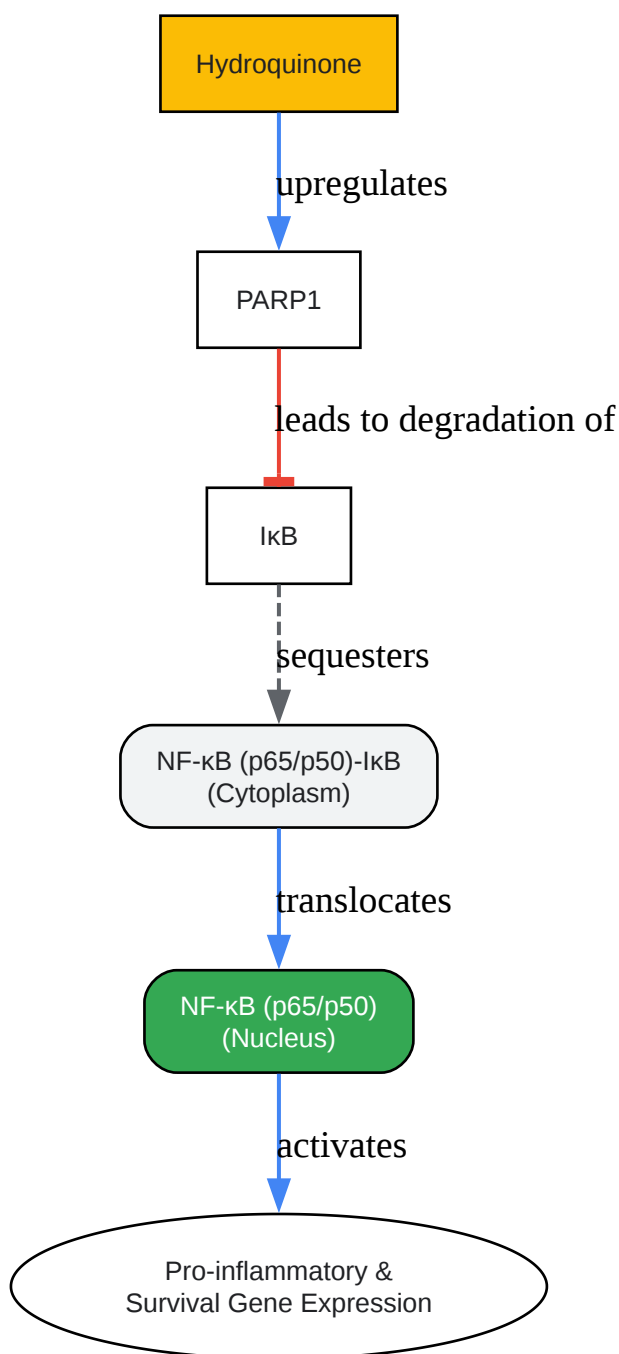 Hydroquinone
upregulates
PARP1
leads to degradation of
IκB
sequesters
NF-κB (p65/p50)-IκB
(Cytoplasm)
translocates
NF-κB (p65/p50)
(Nucleus)
activates
Pro-inflammatory &
Survival Gene Expression